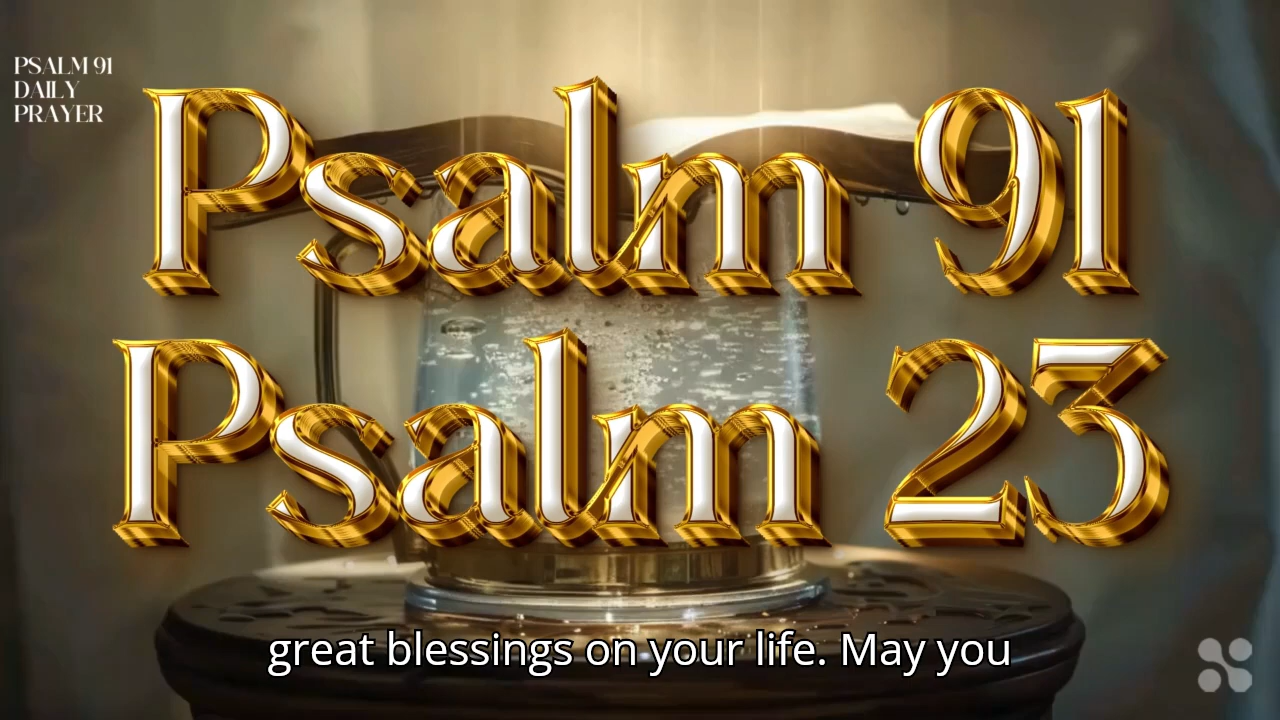 PSALM 91
DAILY
PRAYER
Psalm 91
Psalm 23
great blessings on your life. May you